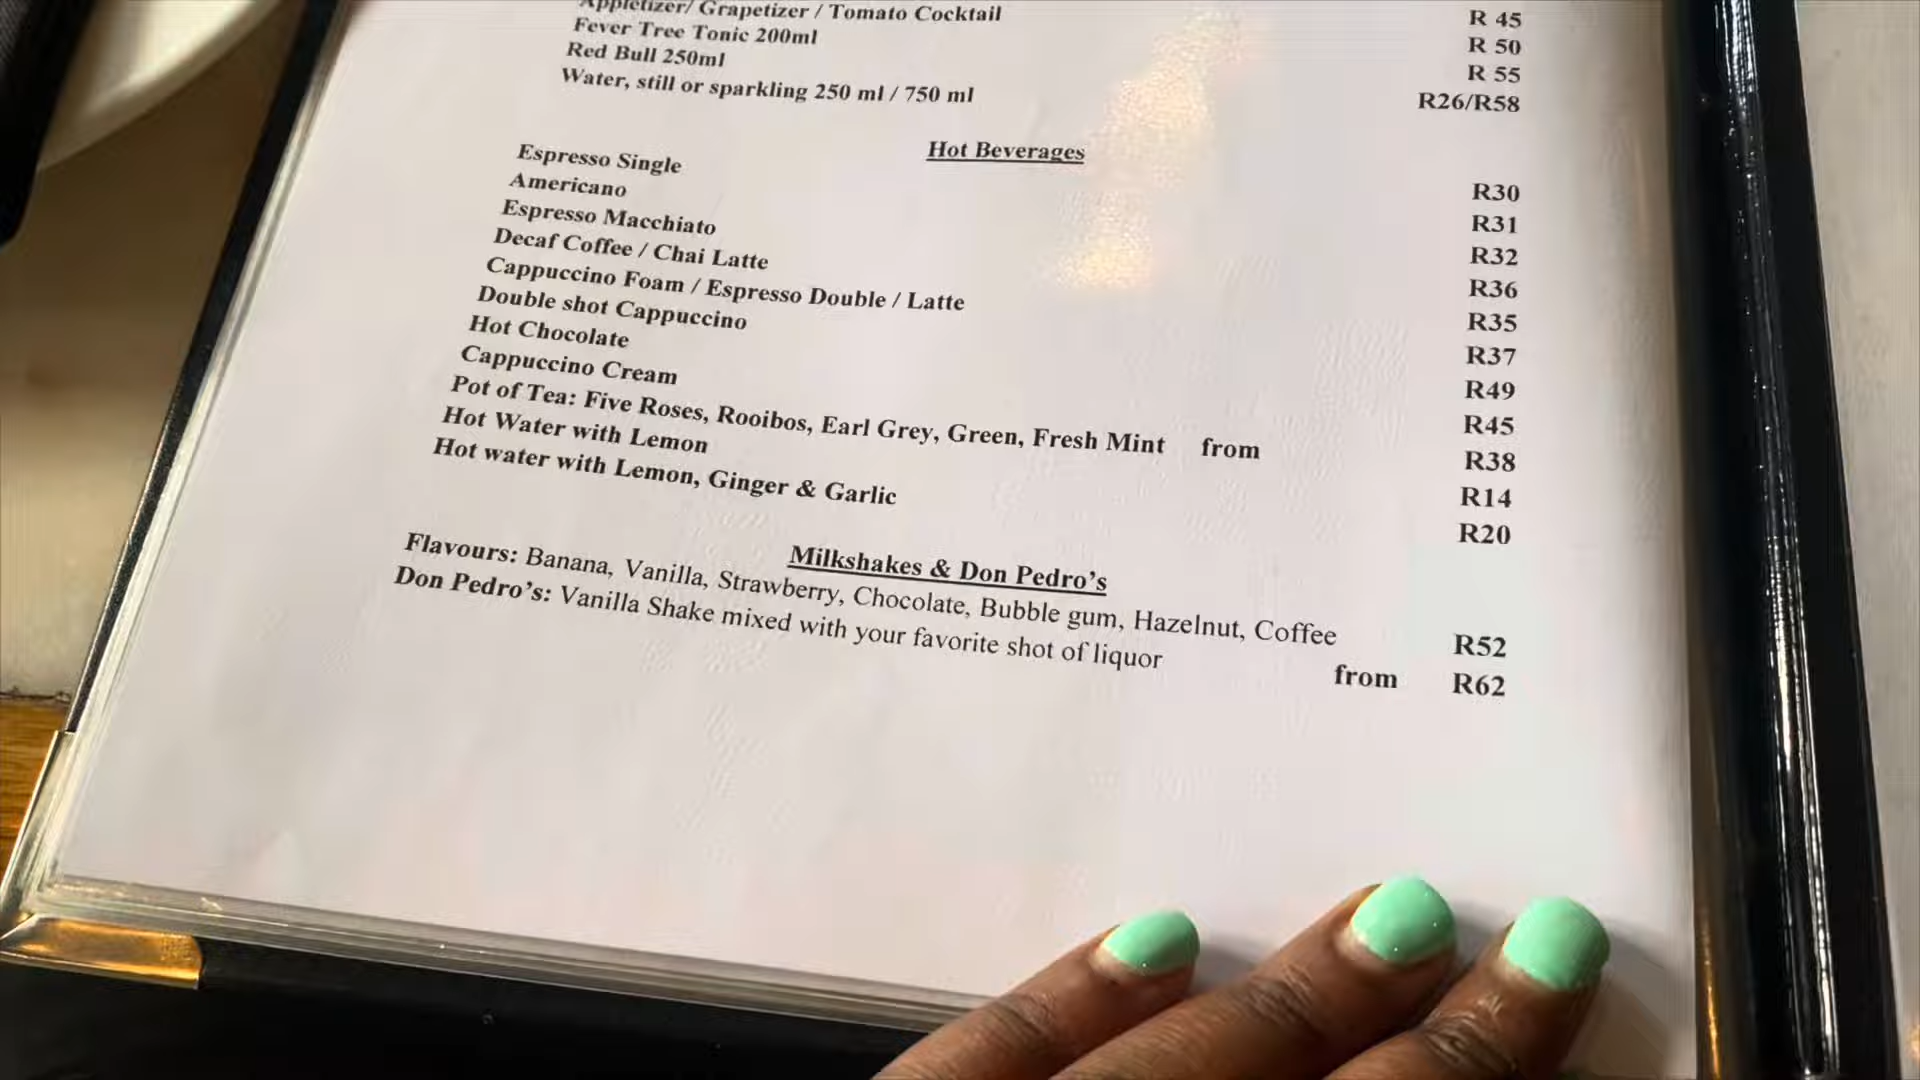 Appletizer/ Grapetizer / Tomato Cocktail R 45
Fever Tree Tonic 200ml R 50
Red Bull 250ml R 55
Water, still or sparkling 250 ml / 750 ml R26/R58
Hot Beverages
Espresso Single R30
Americano R31
Espresso Macchiato R32
Decaf Coffee / Chai Latte R36
Cappuccino Foam / Espresso Double / Latte R35
Double shot Cappuccino R37
Hot Chocolate R49
Cappuccino Cream R45
Pot of Tea: Five Roses, Rooibos, Earl Grey, Green, Fresh Mint from R38
Hot Water with Lemon R14
Hot water with Lemon, Ginger & Garlic R20
Milkshakes & Don Pedro's
Flavours: Banana, Vanilla, Strawberry, Chocolate, Bubble gum, Hazelnut, Coffee R52
Don Pedro's: Vanilla Shake mixed with your favorite shot of liquor from R62